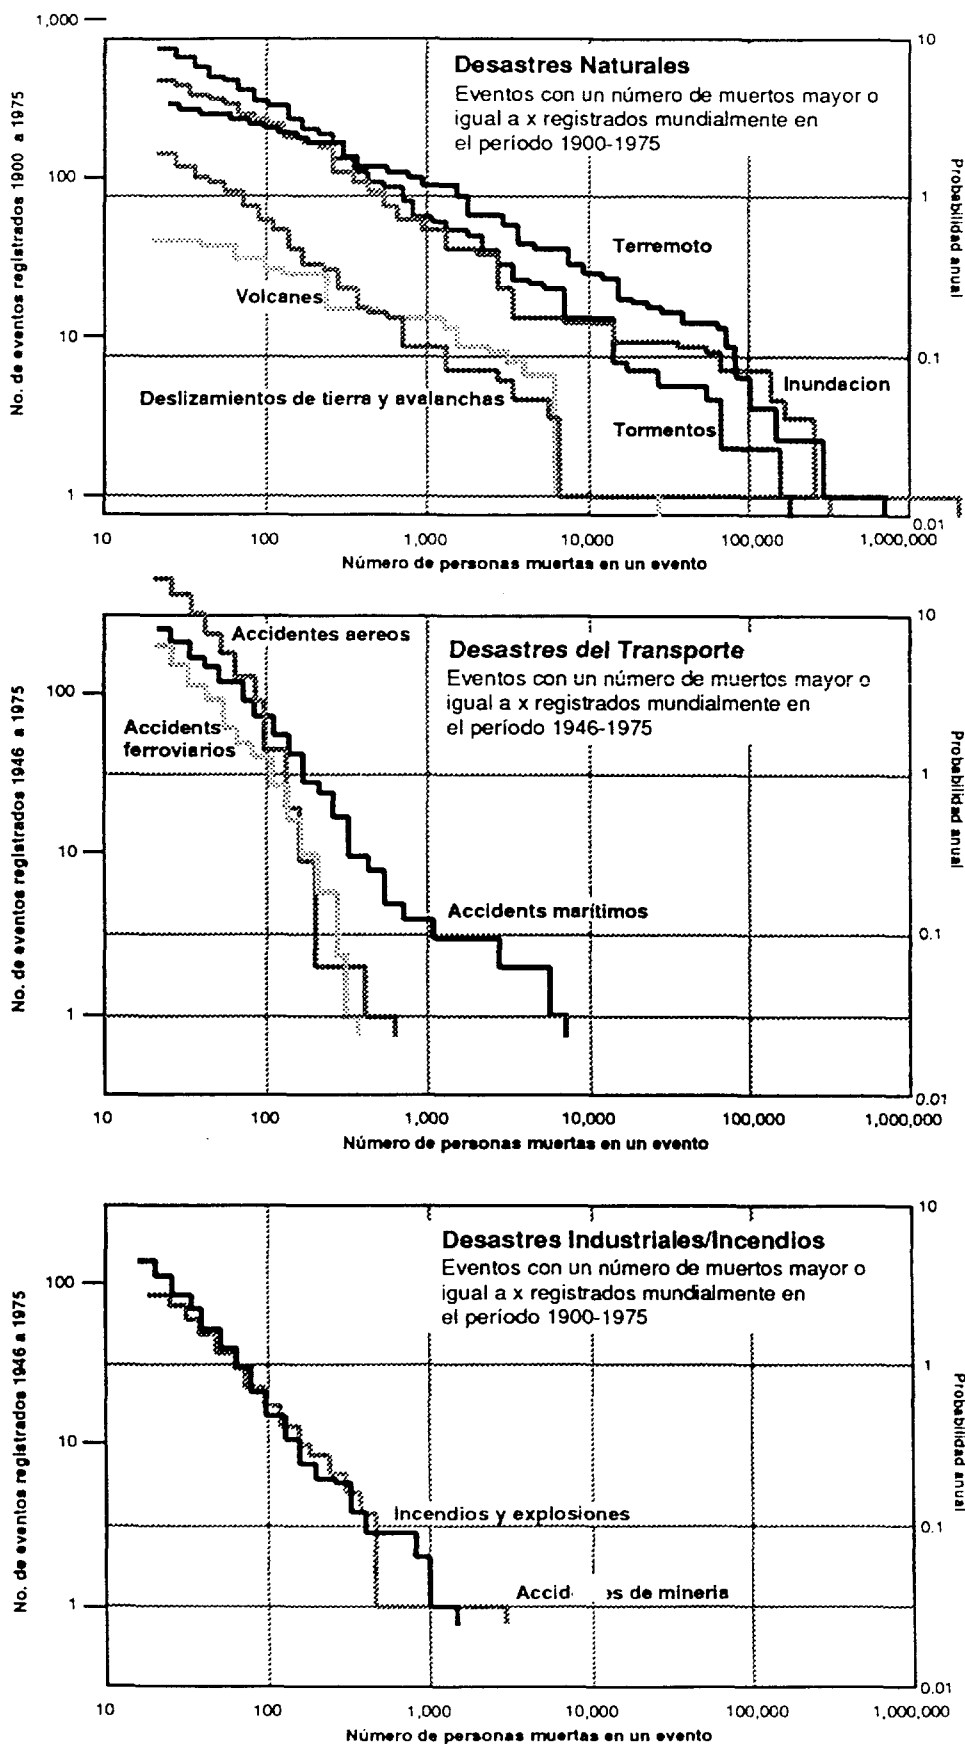 1,000
100
10
1
No. de eventos registrados 1900 a 1975
Desastres Naturales
Eventos con un número de muertos mayor o
igual a x registrados mundialmente en
el período 1900-1975
Terremoto
Volcanes
Deslizamientos de tierra y avalanchas
Inundacion
Tormentos
10
1
0.1
0.01
Probabilidad anual
10 100 1,000 10,000 100,000 1,000,000
Número de personas muertas en un evento
100
10
1
No. de eventos registrados 1946 a 1975
Accidentes aereos
Desastres del Transporte
Eventos con un número de muertos mayor o
igual a x registrados mundialmente en
el período 1946-1975
Accidents
ferroviarios
Accidents marítimos
10
1
0.1
0.01
Probabilidad anual
10 100 1,000 10,000 100,000 1,000,000
Número de personas muertas en un evento
100
10
1
No. de eventos registrados 1946 a 1975
Desastres Industriales/Incendios
Eventos con un número de muertos mayor o
igual a x registrados mundialmente en
el período 1900-1975
Incendios y explosiones
de mineria
10
1
0.1
0.01
Probabilidad anual
10 100 1,000 10,000 100,000 1,000,000
Número de personas muertas en un evento